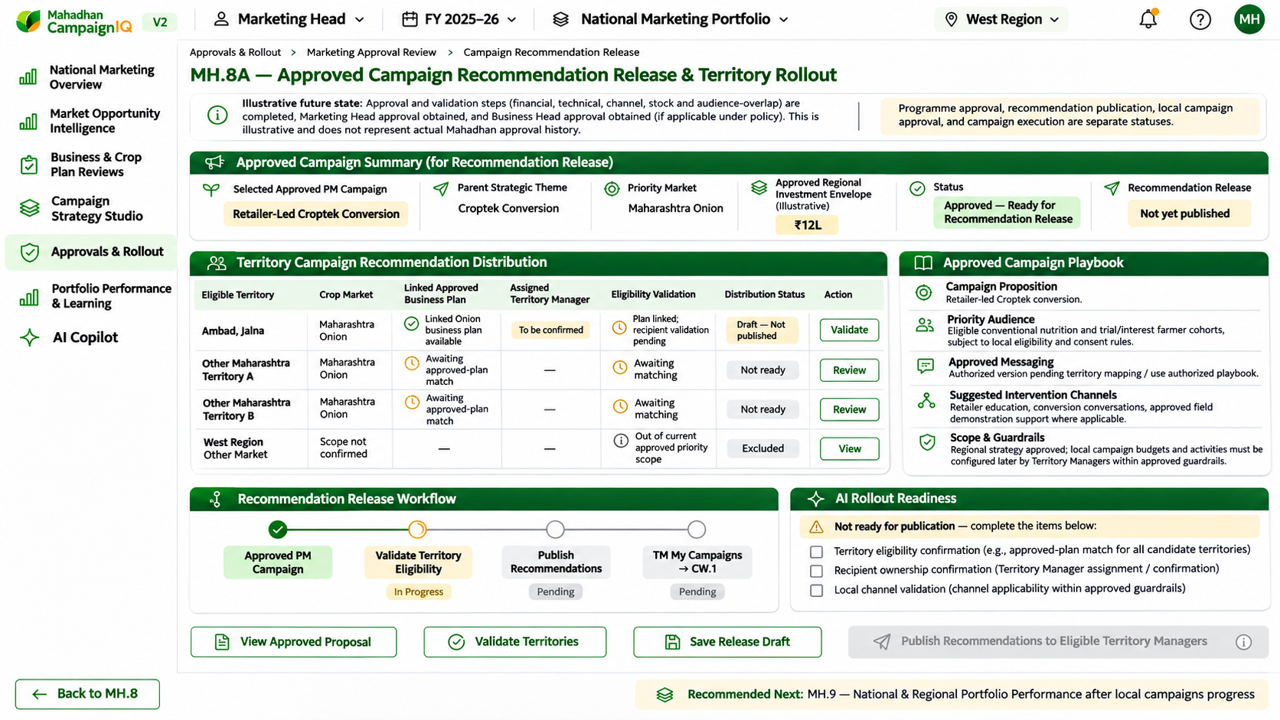 Mahadhan
CampaignIQ
V2
Marketing Head
FY 2025–26
National Marketing Portfolio
West Region
MH
National Marketing
Overview
Market Opportunity
Intelligence
Business & Crop
Plan Reviews
Campaign
Strategy Studio
Approvals & Rollout
Portfolio Performance
& Learning
AI Copilot
Approvals & Rollout > Marketing Approval Review > Campaign Recommendation Release
MH.8A — Approved Campaign Recommendation Release & Territory Rollout
Illustrative future state: Approval and validation steps (financial, technical, channel, stock and audience-overlap) are
completed, Marketing Head approval obtained, and Business Head approval obtained (if applicable under policy). This is
illustrative and does not represent actual Mahadhan approval history.
Programme approval, recommendation publication, local campaign
approval, and campaign execution are separate statuses.
Approved Campaign Summary (for Recommendation Release)
Selected Approved PM Campaign
Retailer-Led Croptek Conversion
Parent Strategic Theme
Croptek Conversion
Priority Market
Maharashtra Onion
Approved Regional
Investment Envelope
(Illustrative)
₹12L
Status
Approved — Ready for
Recommendation Release
Recommendation Release
Not yet published
Territory Campaign Recommendation Distribution
Eligible Territory
Crop Market
Linked Approved
Business Plan
Assigned
Territory Manager
Eligibility Validation
Distribution Status
Action
Ambad, Jalna
Maharashtra
Onion
Linked Onion
business plan
available
To be confirmed
Plan linked;
recipient validation
pending
Draft — Not
published
Validate
Other Maharashtra
Territory A
Maharashtra
Onion
Awaiting
approved-plan
match
—
Awaiting
matching
Not ready
Review
Other Maharashtra
Territory B
Maharashtra
Onion
Awaiting
approved-plan
match
—
Awaiting
matching
Not ready
Review
West Region
Other Market
Scope not
confirmed
—
—
Out of current
approved priority
scope
Excluded
View
Approved Campaign Playbook
Campaign Proposition
Retailer-led Croptek conversion.
Priority Audience
Eligible conventional nutrition and trial/interest farmer cohorts,
subject to local eligibility and consent rules.
Approved Messaging
Authorized version pending territory mapping / use authorized playbook.
Suggested Intervention Channels
Retailer education, conversion conversations, approved field
demonstration support where applicable.
Scope & Guardrails
Regional strategy approved; local campaign budgets and activities must be
configured later by Territory Managers within approved guardrails.
Recommendation Release Workflow
Approved PM
Campaign
Validate Territory
Eligibility
In Progress
Publish
Recommendations
Pending
TM My Campaigns
→ CW.1
Pending
AI Rollout Readiness
Not ready for publication — complete the items below:
Territory eligibility confirmation (e.g., approved-plan match for all candidate territories)
Recipient ownership confirmation (Territory Manager assignment / confirmation)
Local channel validation (channel applicability within approved guardrails)
View Approved Proposal
Validate Territories
Save Release Draft
Publish Recommendations to Eligible Territory Managers
← Back to MH.8
Recommended Next: MH.9 — National & Regional Portfolio Performance after local campaigns progress